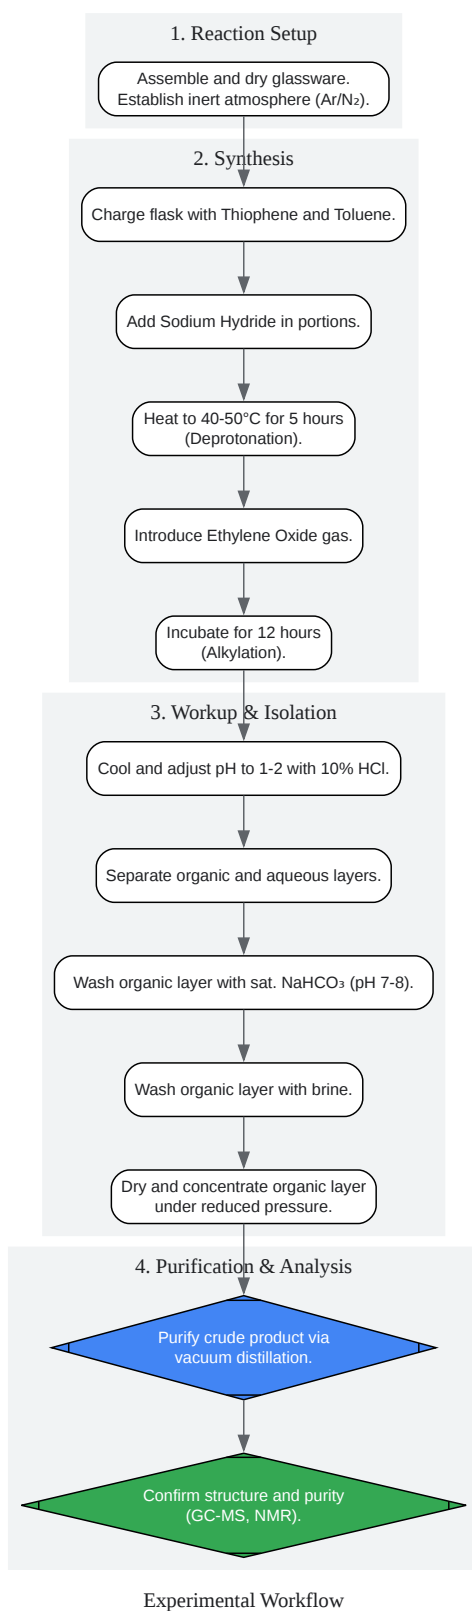 1. Reaction Setup
Assemble and dry glassware.
Establish inert atmosphere (Ar/N₂).
2. Synthesis
Charge flask with Thiophene and Toluene.
Add Sodium Hydride in portions.
Heat to 40-50°C for 5 hours
(Deprotonation).
Introduce Ethylene Oxide gas.
Incubate for 12 hours
(Alkylation).
3. Workup & Isolation
Cool and adjust pH to 1-2 with 10% HCl.
Separate organic and aqueous layers.
Wash organic layer with sat. NaHCO₃ (pH 7-8).
Wash organic layer with brine.
Dry and concentrate organic layer
under reduced pressure.
4. Purification & Analysis
Purify crude product via
vacuum distillation.
Confirm structure and purity
(GC-MS, NMR).
Experimental Workflow